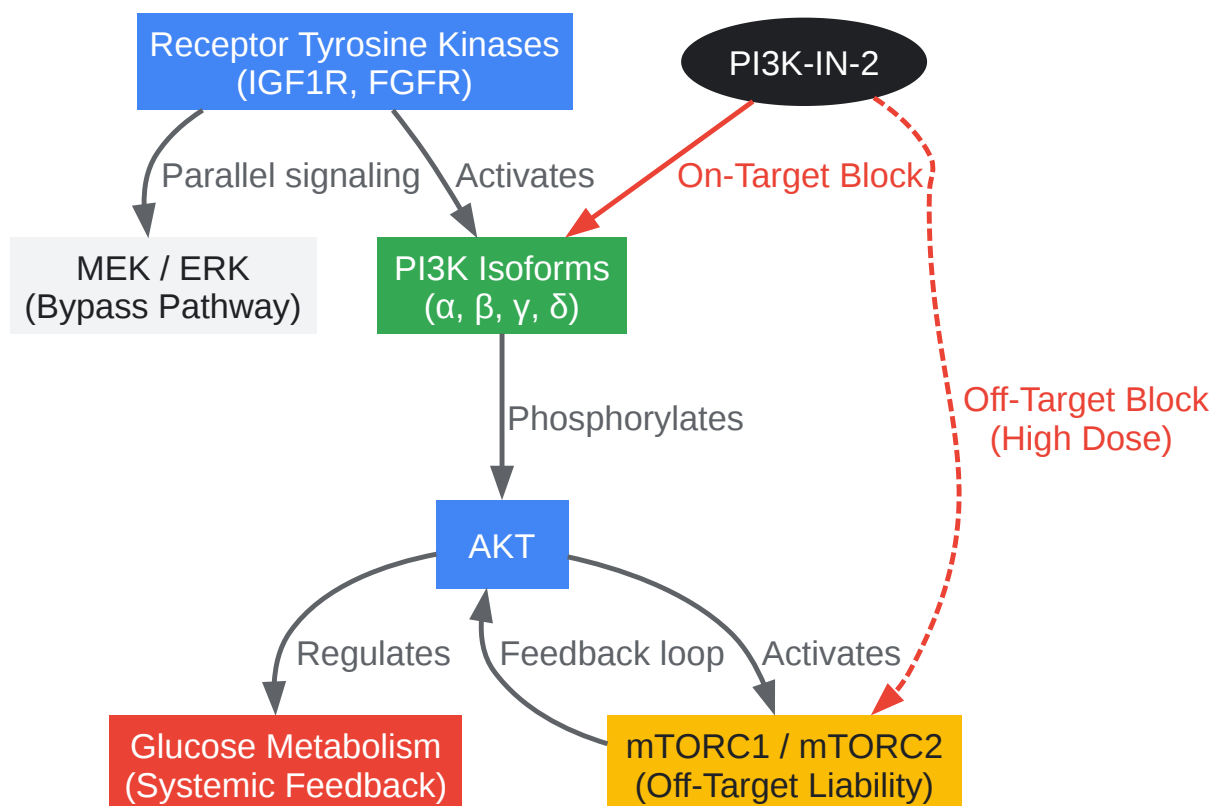 Receptor Tyrosine Kinases
(IGF1R, FGFR)
PI3K-IN-2
Parallel signaling
Activates
On-Target Block
MEK / ERK
(Bypass Pathway)
PI3K Isoforms
(α, β, γ, δ)
Phosphorylates
Off-Target Block
(High Dose)
AKT
Regulates
Feedback loop
Activates
Glucose Metabolism
(Systemic Feedback)
mTORC1 / mTORC2
(Off-Target Liability)